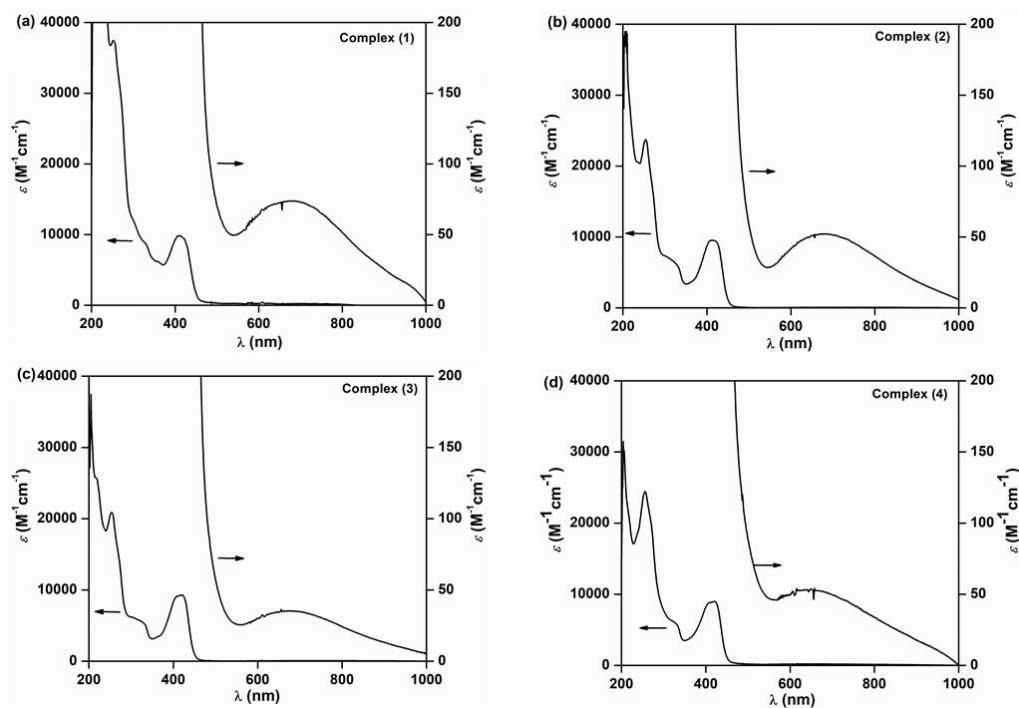 (a)
Complex (1)
40000
30000
20000
10000
0
200
150
100
50
0
200 400 600 800 1000
ε (M⁻¹cm⁻¹)
ε (M⁻¹cm⁻¹)
λ (nm)
(b)
Complex (2)
40000
30000
20000
10000
0
200
150
100
50
0
200 400 600 800 1000
ε (M⁻¹cm⁻¹)
ε (M⁻¹cm⁻¹)
λ (nm)
(c)
Complex (3)
40000
30000
20000
10000
0
200
150
100
50
0
200 400 600 800 1000
ε (M⁻¹cm⁻¹)
ε (M⁻¹cm⁻¹)
λ (nm)
(d)
Complex (4)
40000
30000
20000
10000
0
200
150
100
50
0
200 400 600 800 1000
ε (M⁻¹cm⁻¹)
ε (M⁻¹cm⁻¹)
λ (nm)